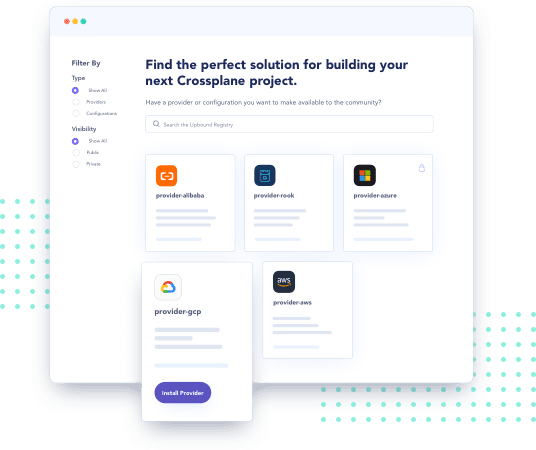 Filter By
Type
Show All
Providers
Configurations
Visibility
Show All
Public
Private
Find the perfect solution for building your
next Crossplane project.
Have a provider or configuration you want to make available to the community?
Search the Upbound Registry
provider-alibaba
provider-rook
provider-azure
provider-gcp
Install Provider
aws
provider-aws